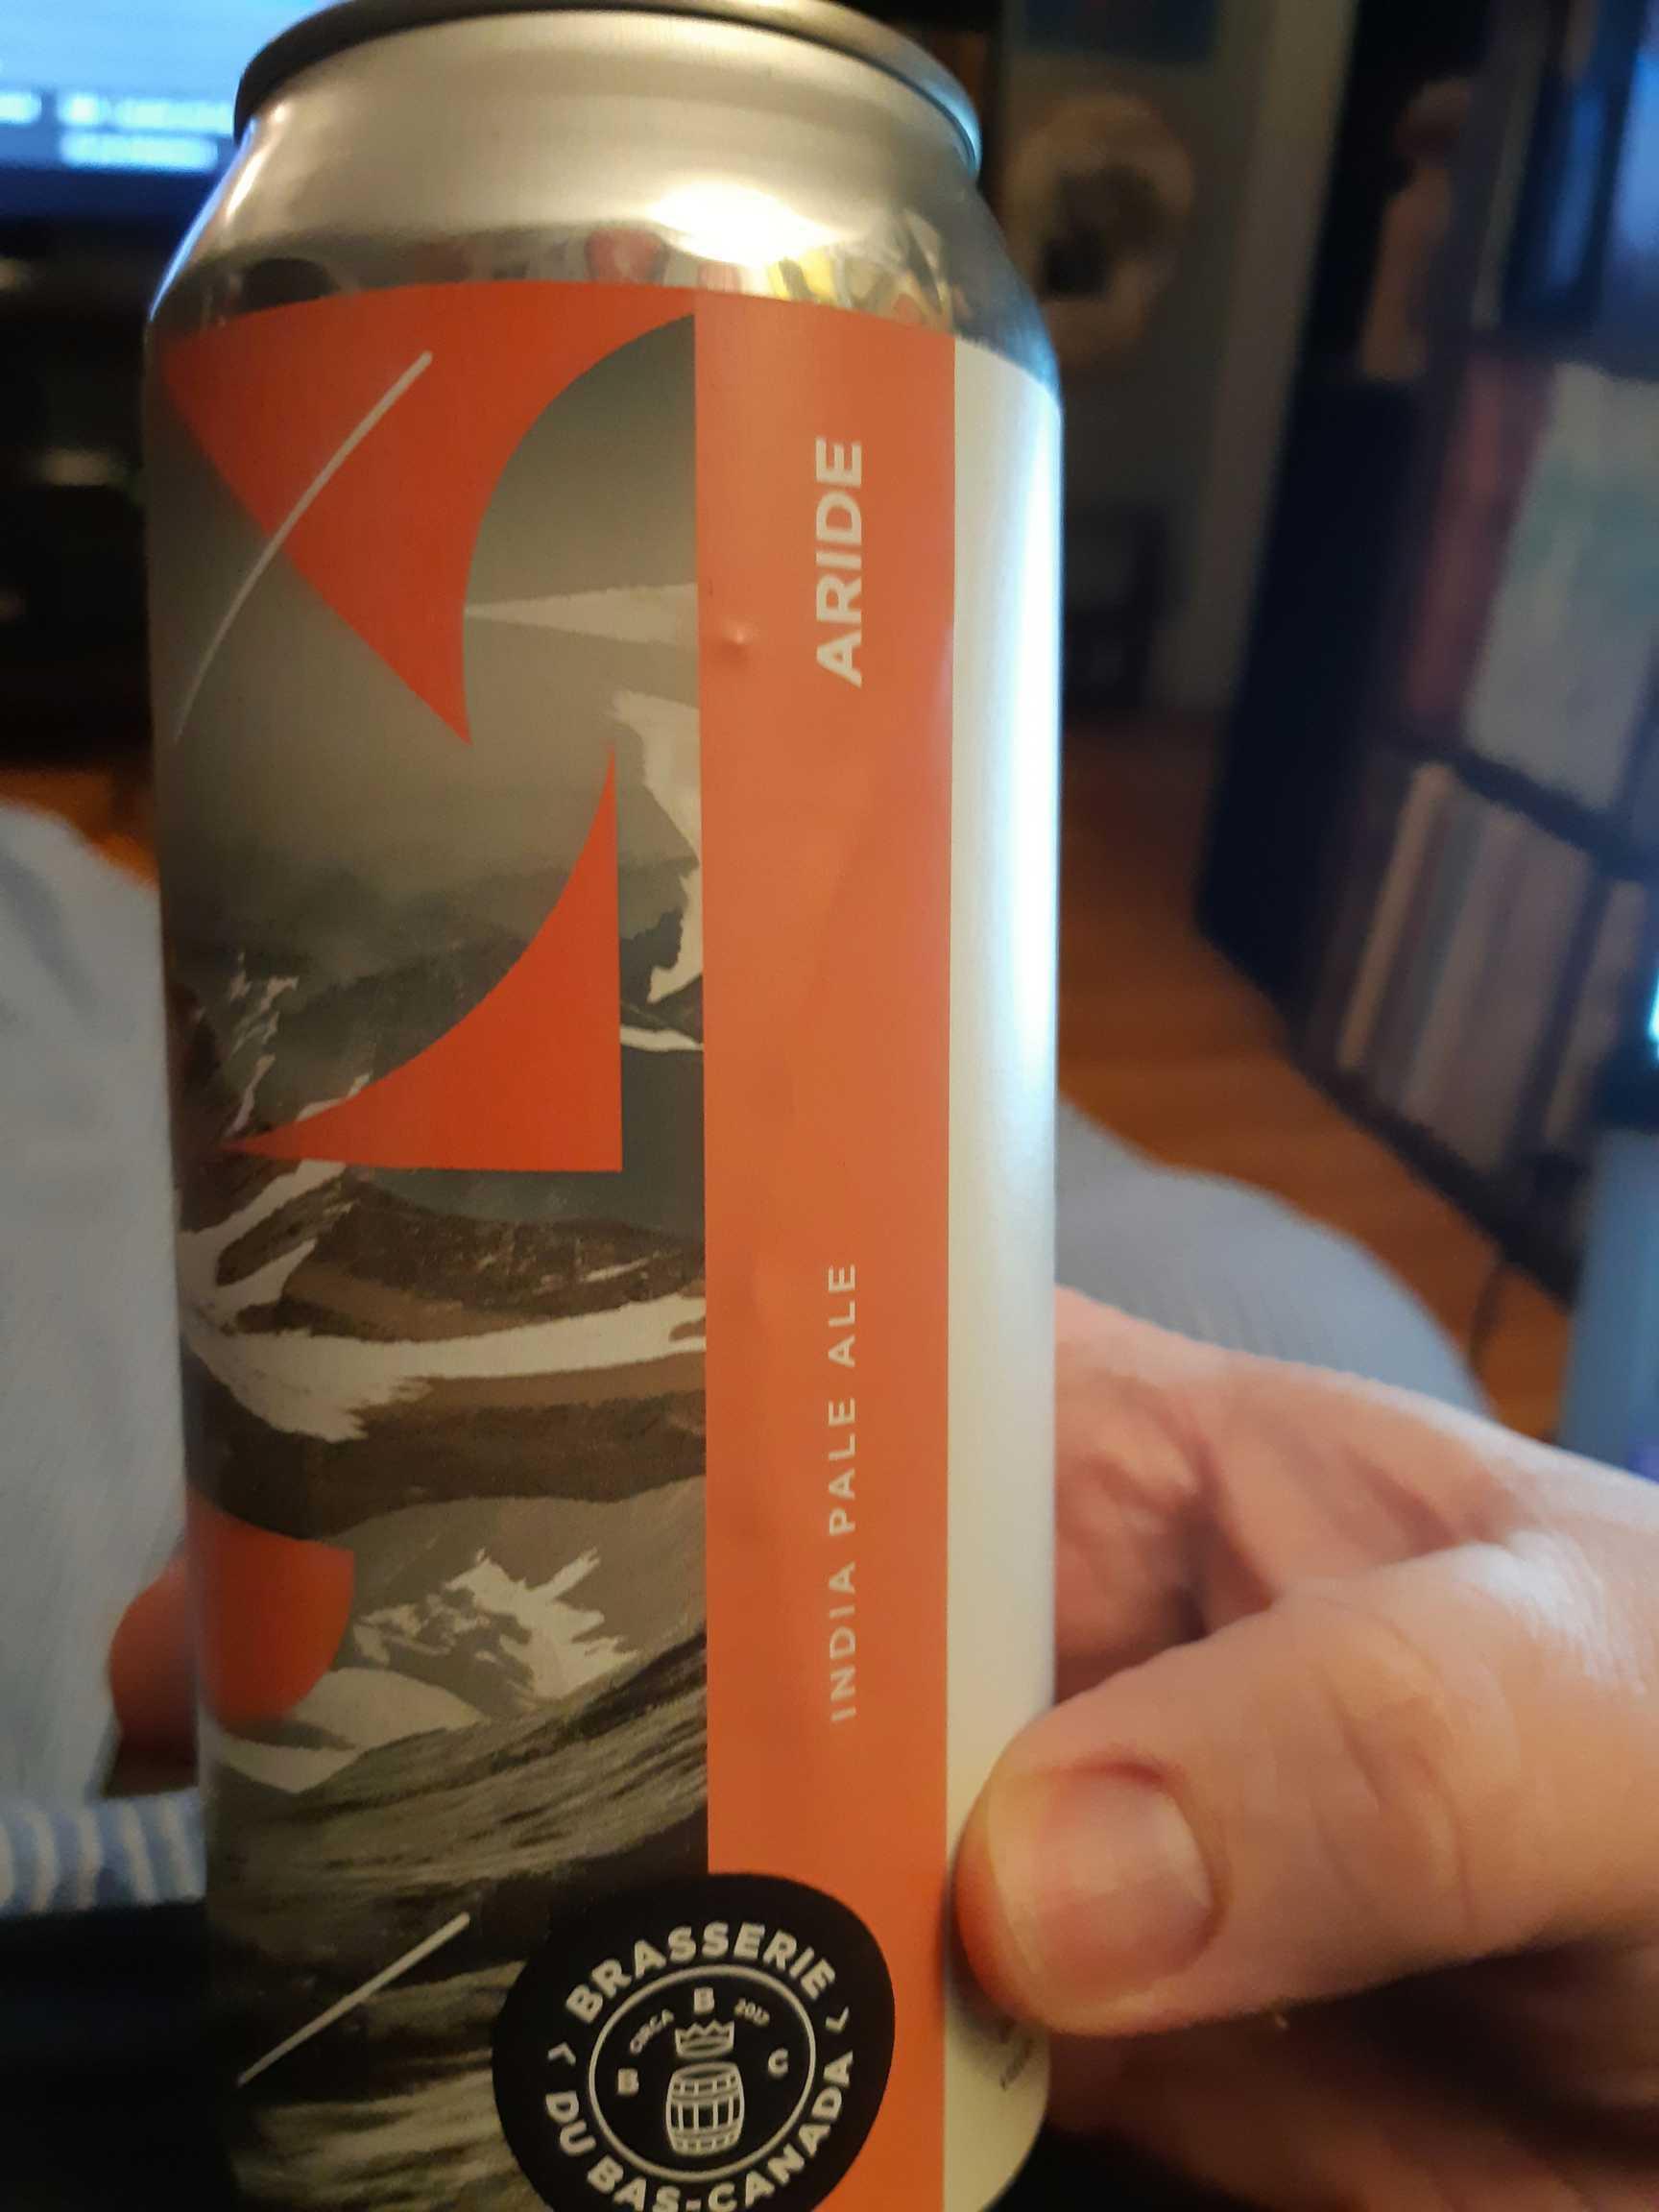 ARIDE
INDIA PALE ALE
BRASSERIE
CIRCA B 2017
B C
DU BAS-CANADA